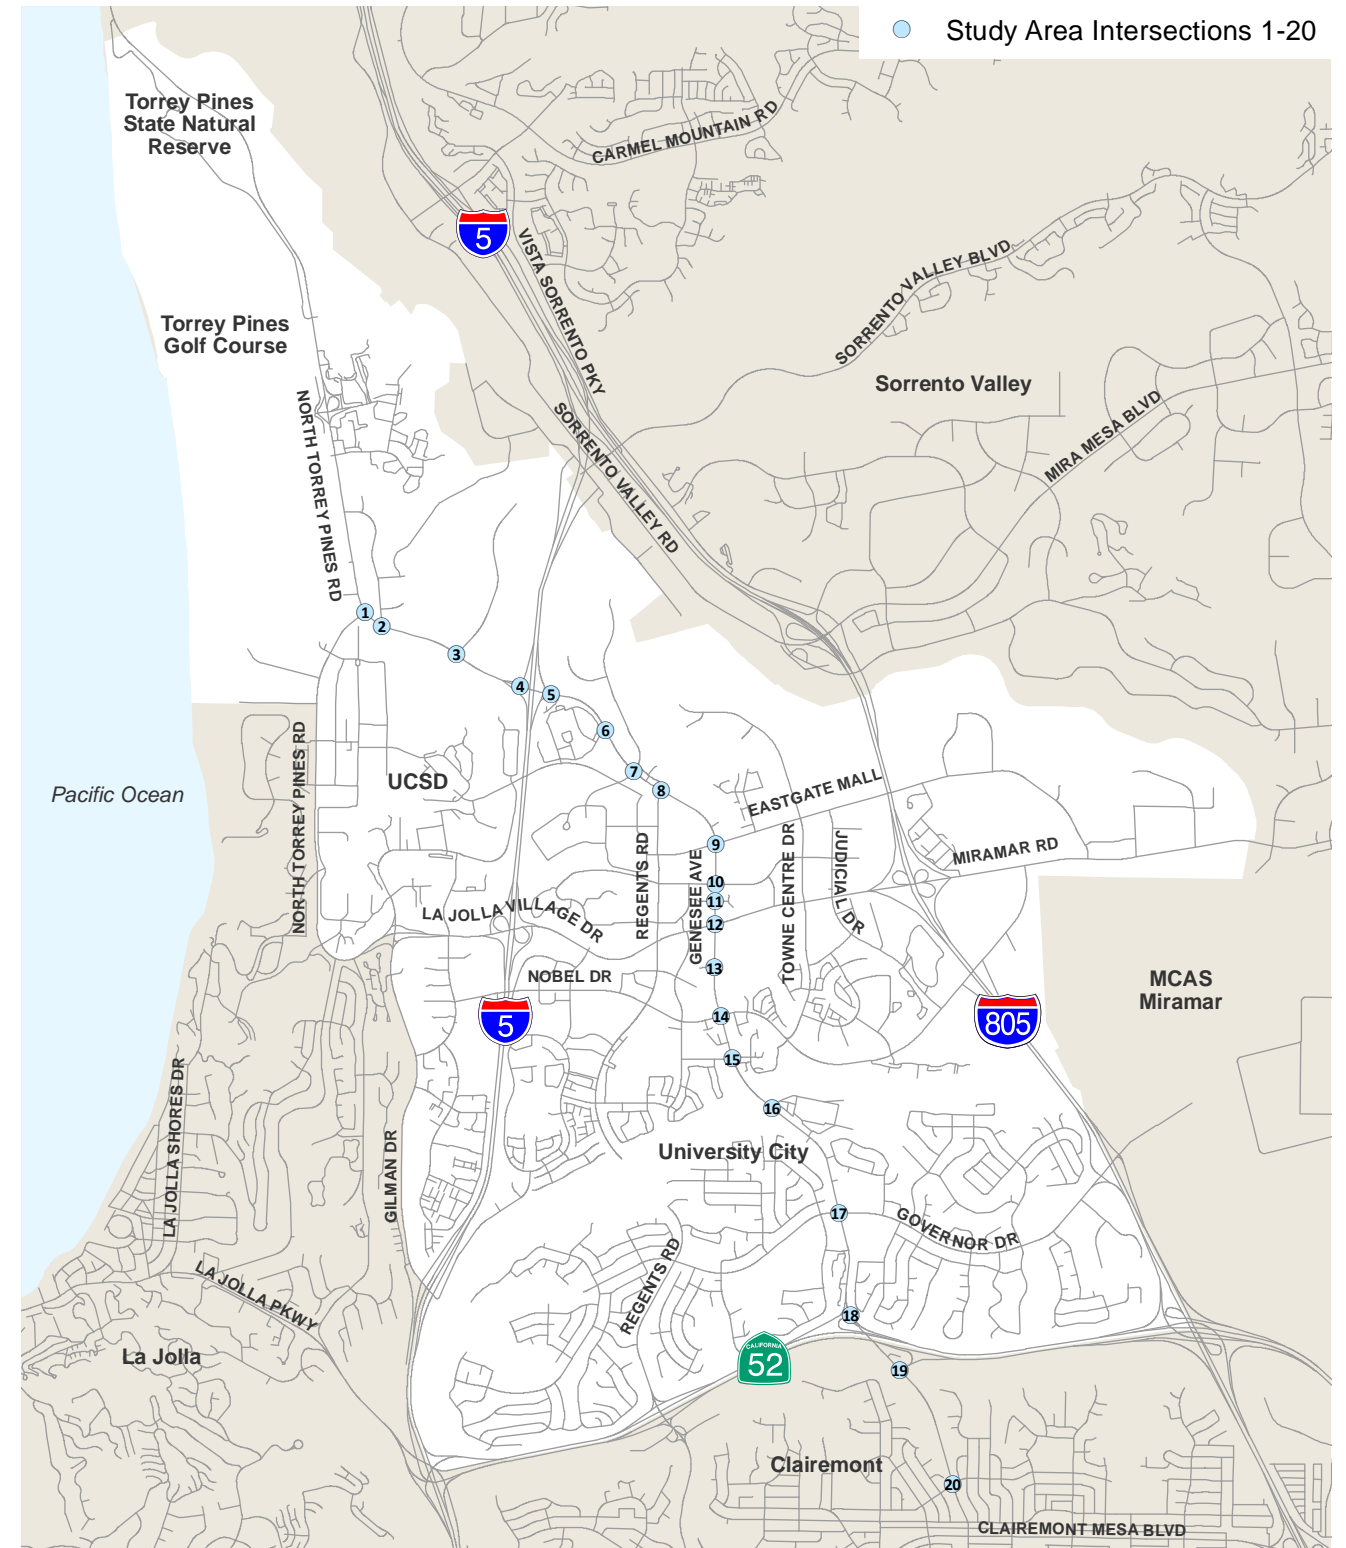 Study Area Intersections 1-20
Torrey Pines
State Natural
Reserve
CARMEL MOUNTAIN RD
5
VISTA SORRENTO PKY
SORRENTO VALLEY BLVD
Torrey Pines
Golf Course
Sorrento Valley
NORTH TORREY PINES RD
MIRA MESA BLVD
SORRENTO VALLEY RD
1
2
3
4
5
6
7
8
NORTH TORREY PINES RD
UCSD
Pacific Ocean
EASTGATE MALL
9
REGENTS RD
GENESEE AVE
TOWNE CENTRE DR
JUDICIAL DR
MIRAMAR RD
10
11
12
LA JOLLA VILLAGE DR
13
NOBEL DR
MCAS
Miramar
5
14
805
15
16
LA JOLLA SHORES DR
GILMAN DR
University City
17
GOVERNOR DR
REGENTS RD
LA JOLLA PKWY
18
La Jolla
CALIFORNIA
52
19
Clairemont
20
CLAIREMONT MESA BLVD